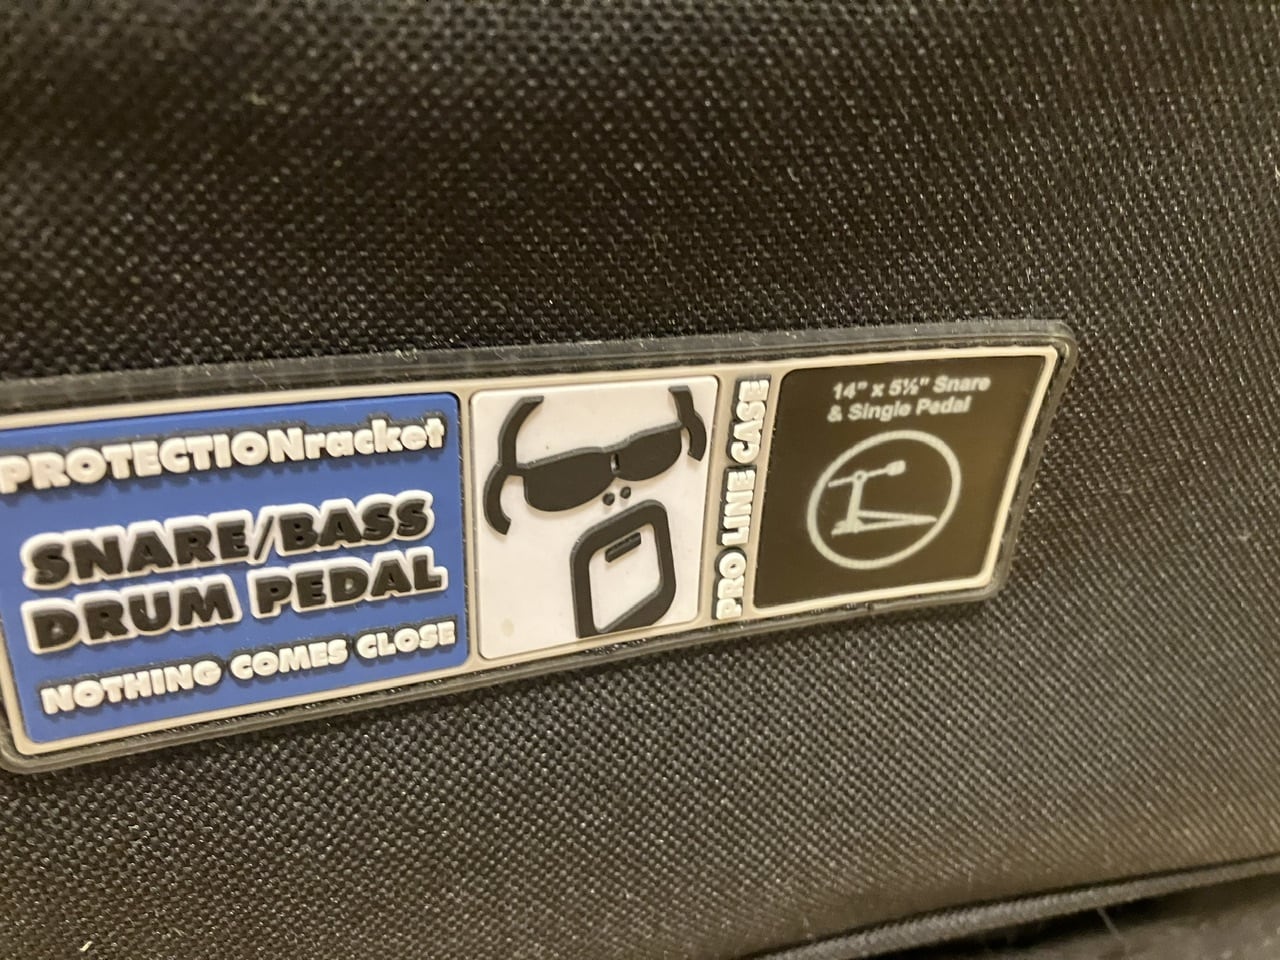 PROTECTIONracket
SNARE/BASS
DRUM PEDAL
NOTHING COMES CLOSE
PRO LINE CASE
14" x 5½" Snare
& Single Pedal